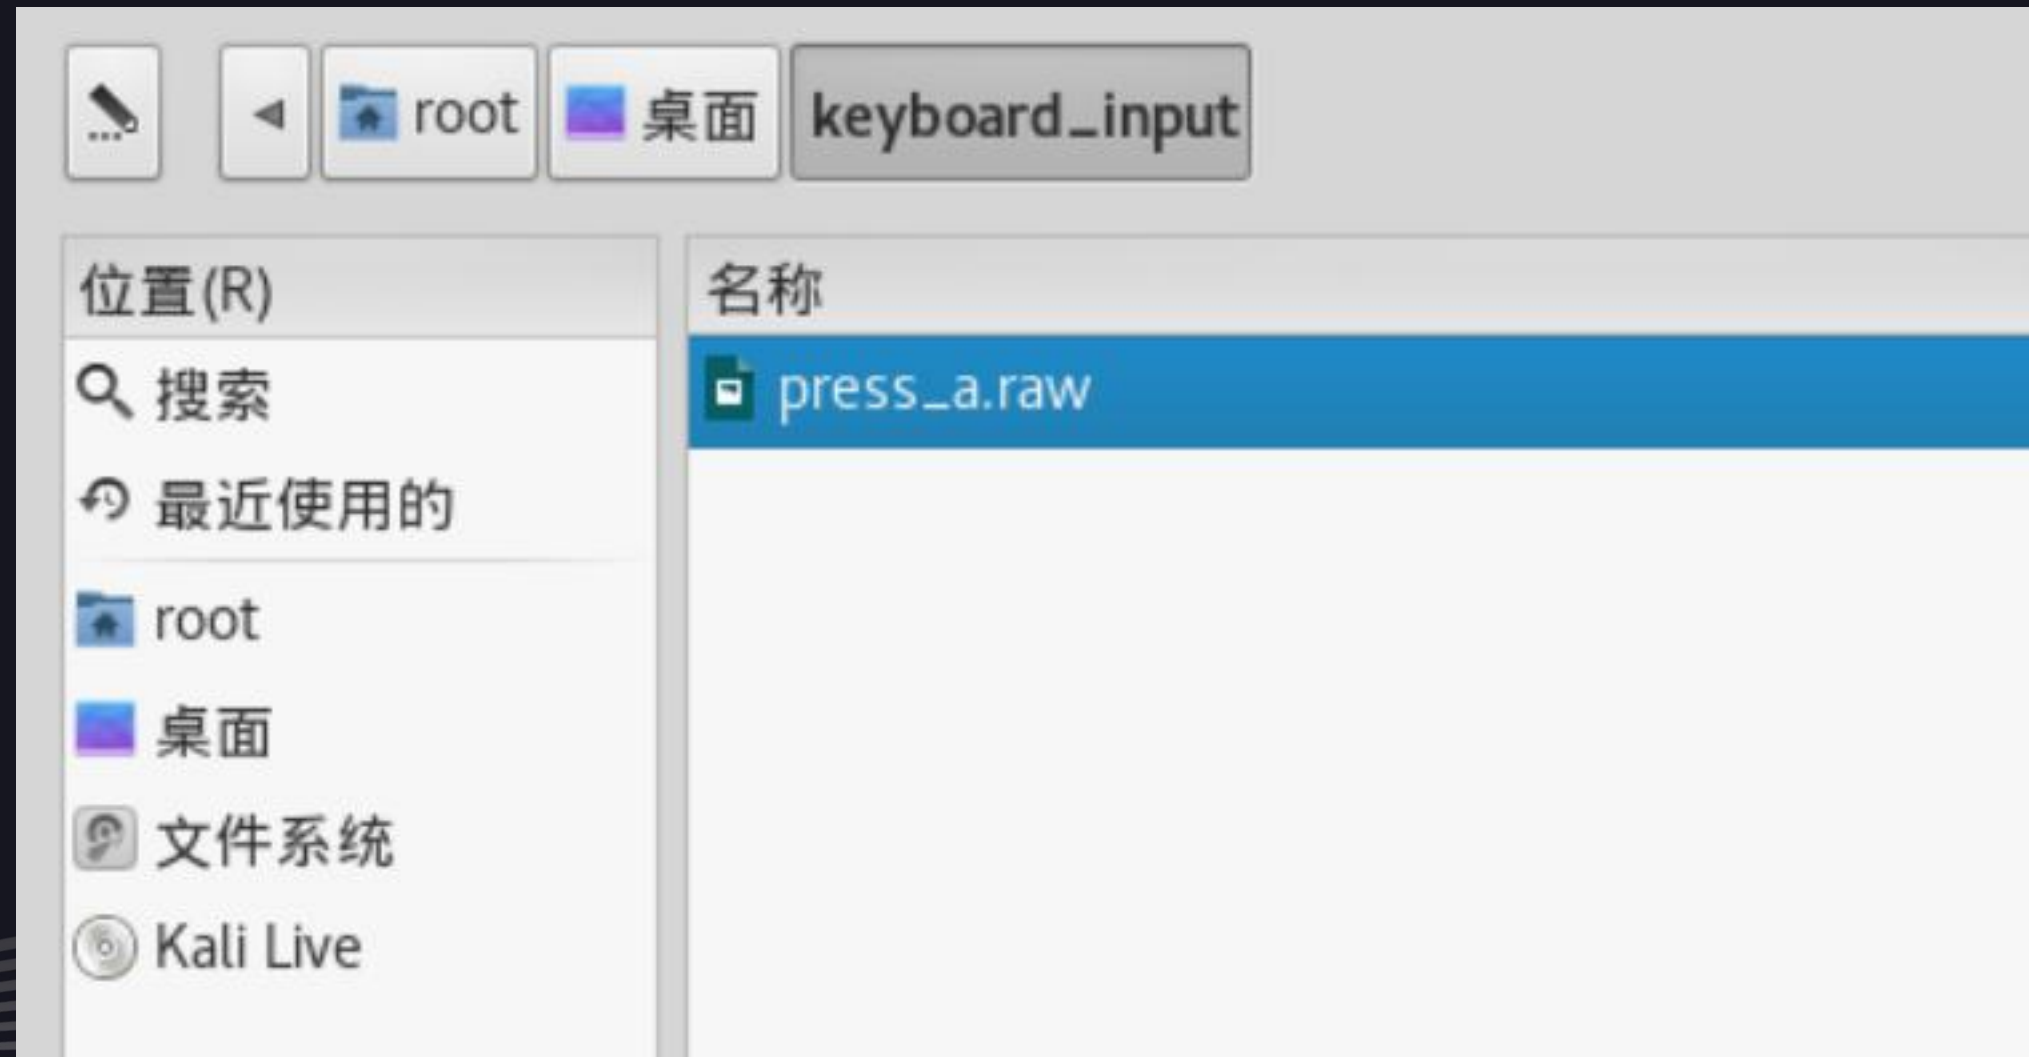 root 桌面 keyboard_input
位置(R)
名称
搜索
press_a.raw
最近使用的
root
桌面
文件系统
Kali Live